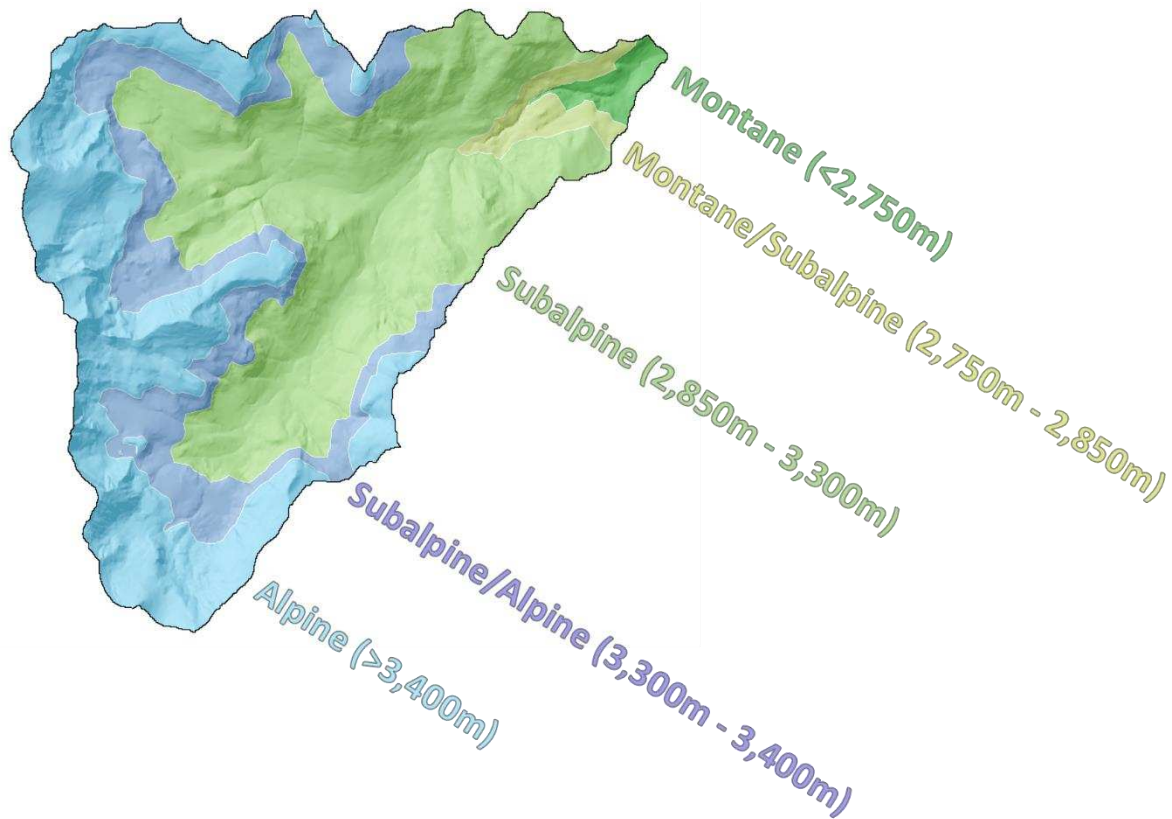 Montane (<2,750m)
Montane/Subalpine (2,750m - 2,850m)
Subalpine (2,850m - 3,300m)
Subalpine/Alpine (3,300m - 3,400m)
Alpine (>3,400m)